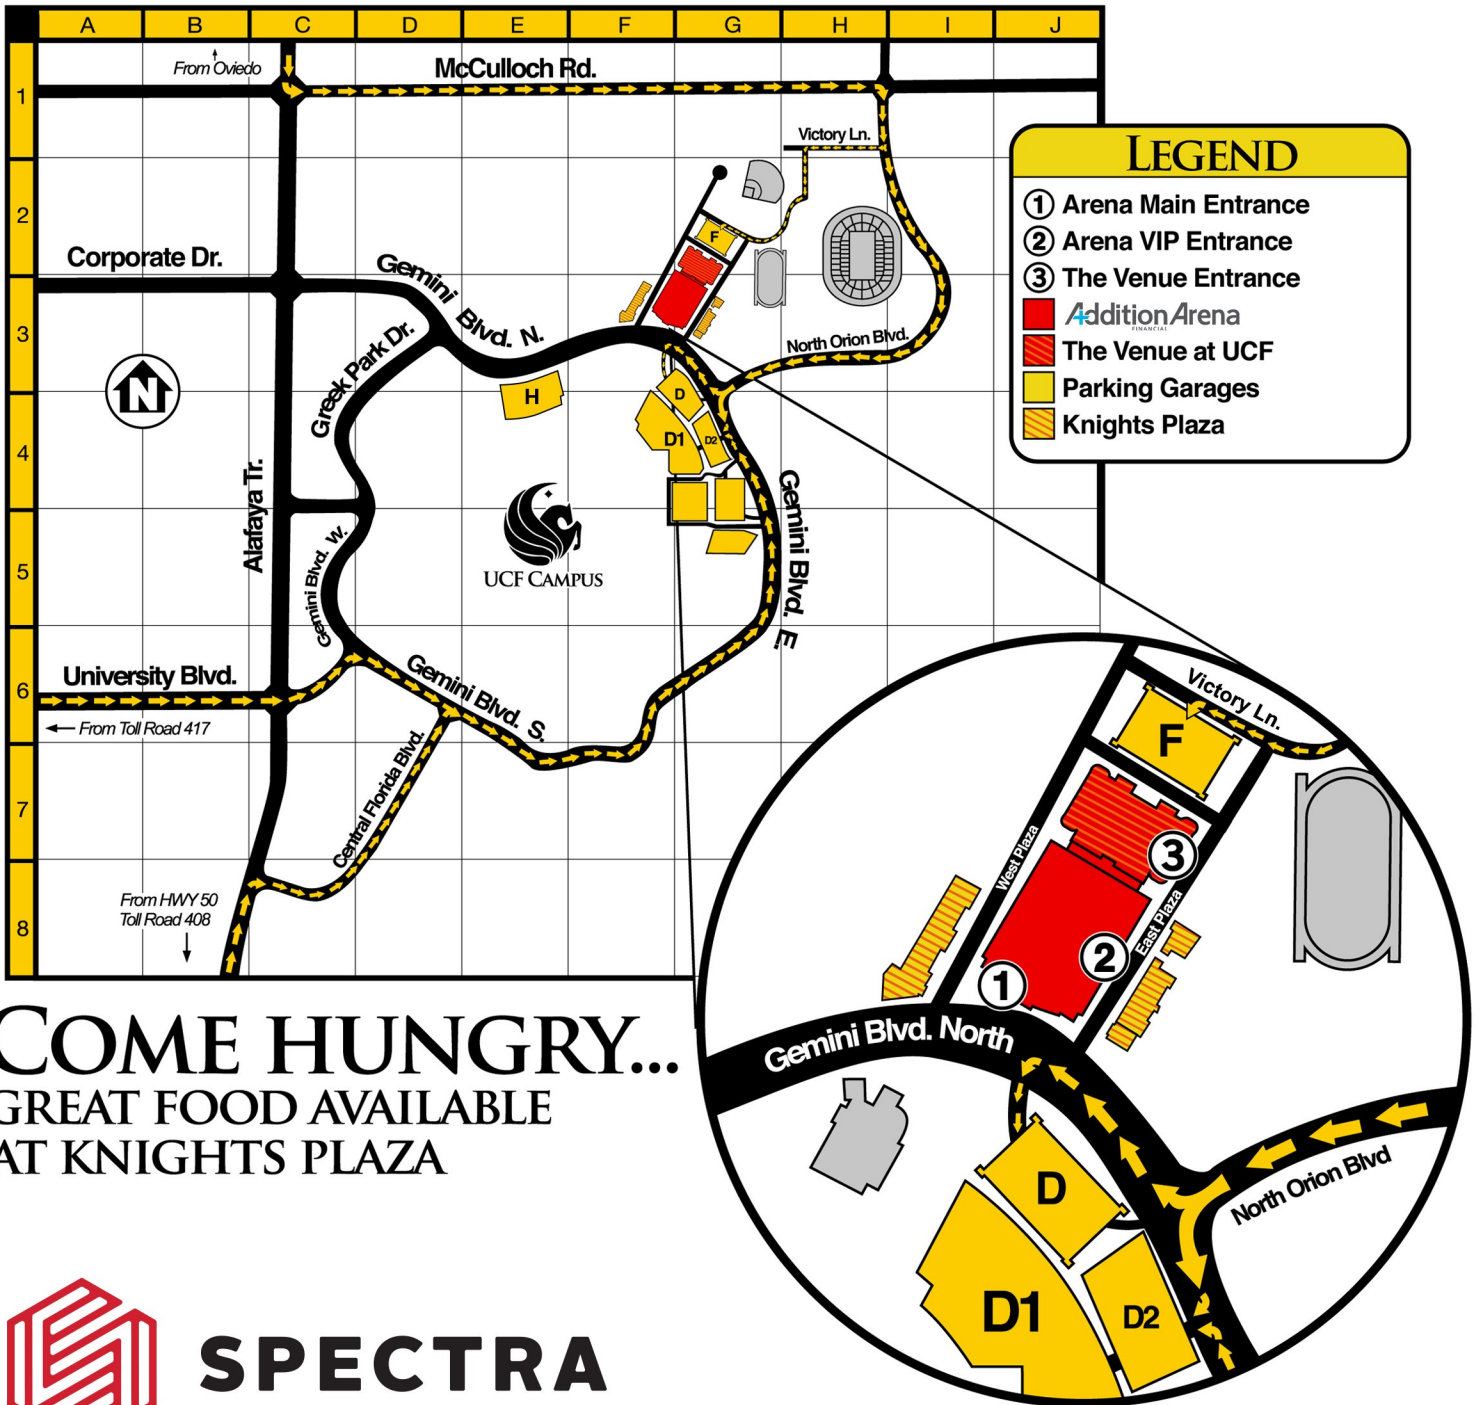 A B C D E F G H I J
1
2
3
4
5
6
7
8
From Oviedo
McCulloch Rd.
Victory Ln.
Corporate Dr.
Gemini Blvd. N.
F
North Orion Blvd.
Greek Park Dr.
N
H
D
D1
D2
Alafaya Tr.
Gemini Blvd. W.
UCF CAMPUS
Gemini Blvd. E.
University Blvd.
From Toll Road 417
Gemini Blvd. S.
Central Florida Blvd.
From HWY 50
Toll Road 408
LEGEND
1 Arena Main Entrance
2 Arena VIP Entrance
3 The Venue Entrance
Addition Arena
FINANCIAL
The Venue at UCF
Parking Garages
Knights Plaza
Victory Ln.
F
West Plaza
3
East Plaza
2
1
Gemini Blvd. North
North Orion Blvd
D
D1
D2
COME HUNGRY...
GREAT FOOD AVAILABLE
AT KNIGHTS PLAZA
SPECTRA